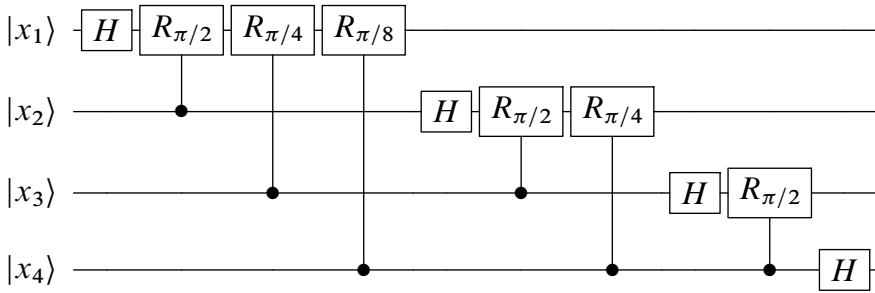 |x₁⟩ H R_{π/2} R_{π/4} R_{π/8}
|x₂⟩ H R_{π/2} R_{π/4}
|x₃⟩ H R_{π/2}
|x₄⟩ H